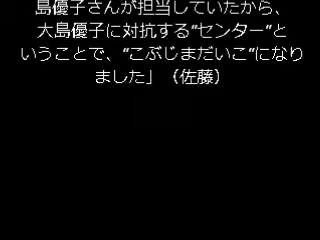 島優子さんが担当していたから、
大島優子に対抗する”センター”と
いうことで、”こぶじまだいこ”になり
ました」（佐藤）